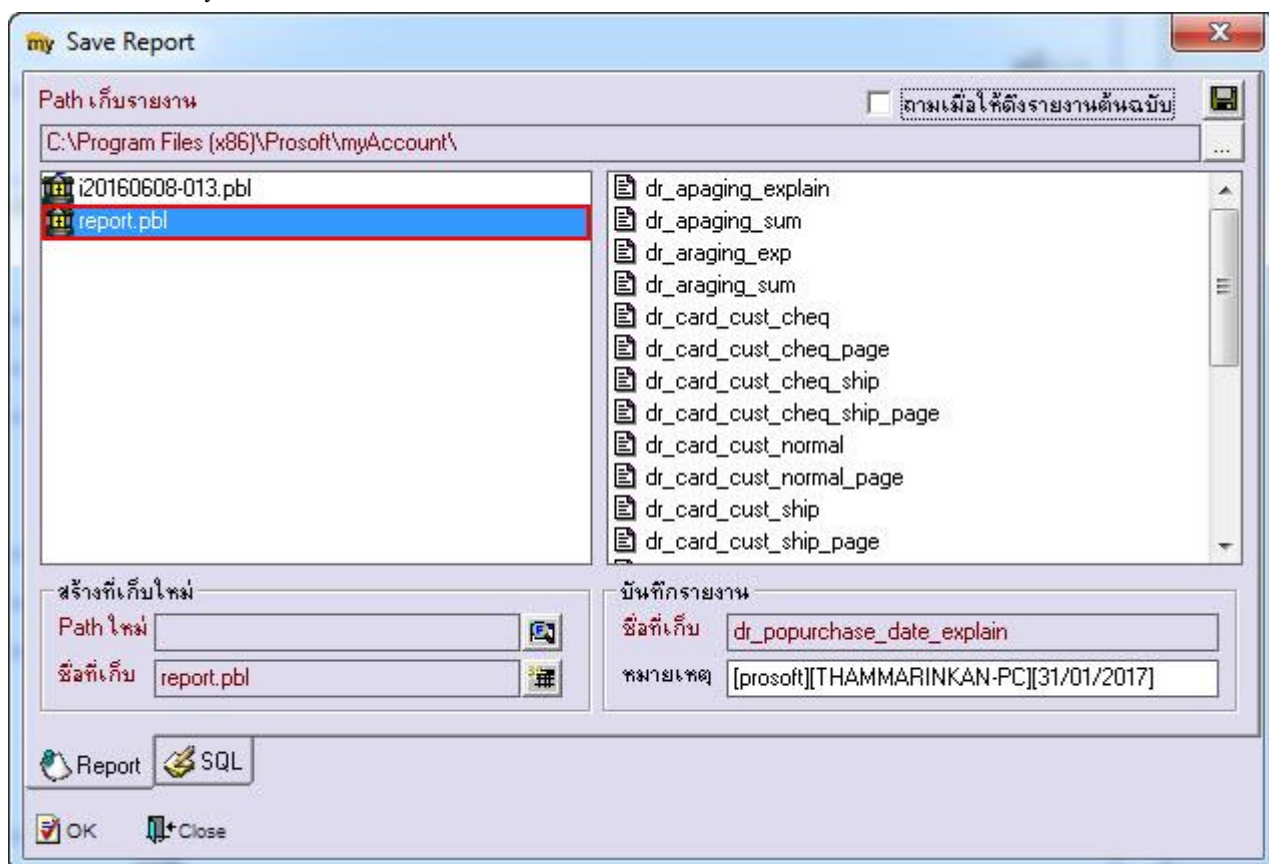 my Save Report
Path เก็บรายงาน
ถามเมื่อให้ดึงรายงานต้นฉบับ
C:\Program Files (x86)\Prosoft\myAccount\
...
i20160608-013.pbl
report.pbl
dr_apaging_explain
dr_apaging_sum
dr_araging_exp
dr_araging_sum
dr_card_cust_cheq
dr_card_cust_cheq_page
dr_card_cust_cheq_ship
dr_card_cust_cheq_ship_page
dr_card_cust_normal
dr_card_cust_normal_page
dr_card_cust_ship
dr_card_cust_ship_page
สร้างที่เก็บใหม่
Path ใหม่
ชื่อที่เก็บ report.pbl
บันทึกรายงาน
ชื่อที่เก็บ dr_popurchase_date_explain
หมายเหตุ [prosoft][THAMMARINKAN-PC][31/01/2017]
Report SQL
OK Close